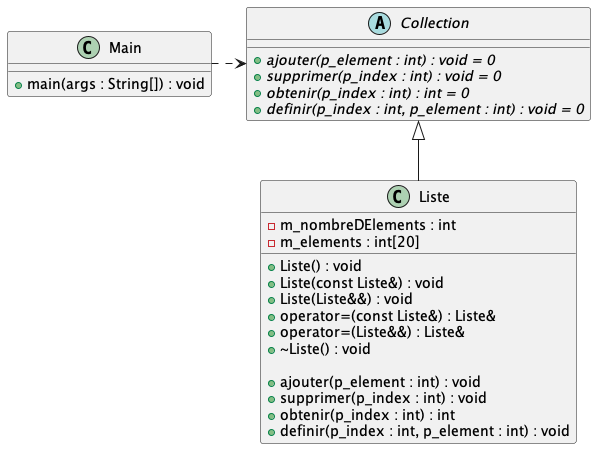 C Main
+ main(args : String[]) : void
A Collection
+ ajouter(p_element : int) : void = 0
+ supprimer(p_index : int) : void = 0
+ obtenir(p_index : int) : int = 0
+ definir(p_index : int, p_element : int) : void = 0
C Liste
m_nombreDElements : int
m_elements : int[20]
Liste() : void
Liste(const Liste&) : void
Liste(Liste&&) : void
operator=(const Liste&) : Liste&
operator=(Liste&&) : Liste&
~Liste() : void
ajouter(p_element : int) : void
supprimer(p_index : int) : void
obtenir(p_index : int) : int
definir(p_index : int, p_element : int) : void